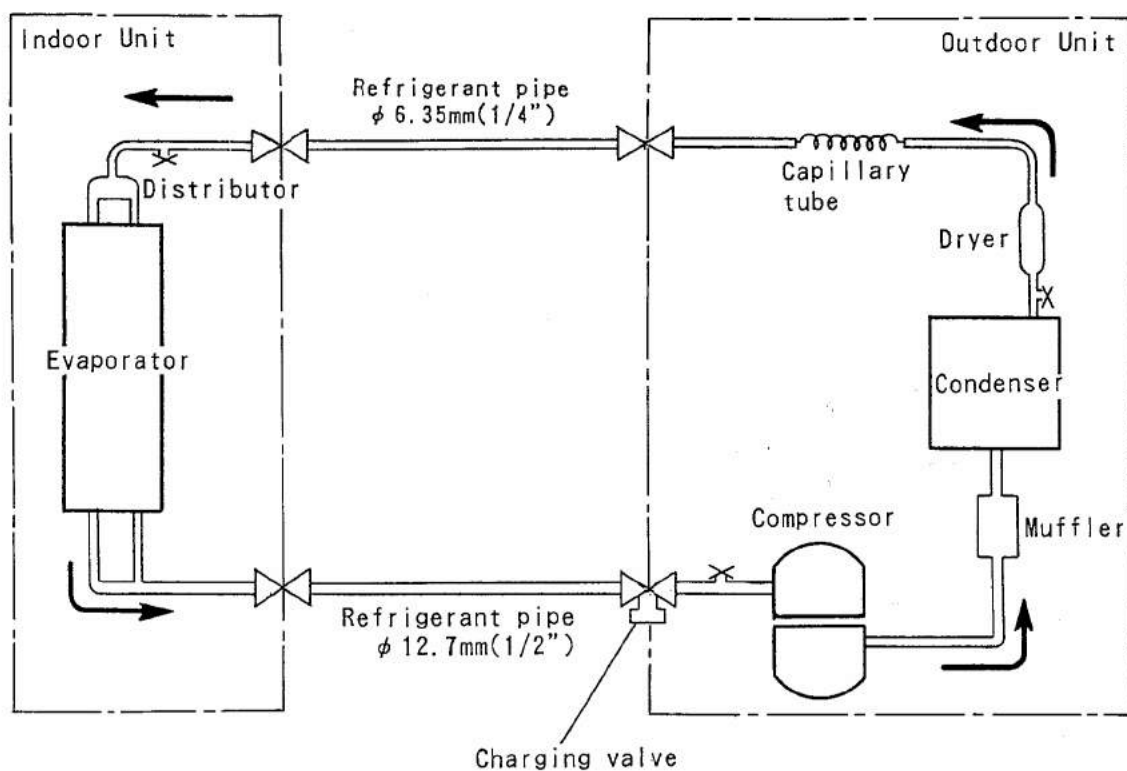 Indoor Unit
Outdoor Unit
Refrigerant pipe
φ 6.35mm(1/4”)
Distributor
Capillary
tube
Dryer
Evaporator
Condenser
Compressor
Muffler
Refrigerant pipe
φ 12.7mm(1/2”)
Charging valve